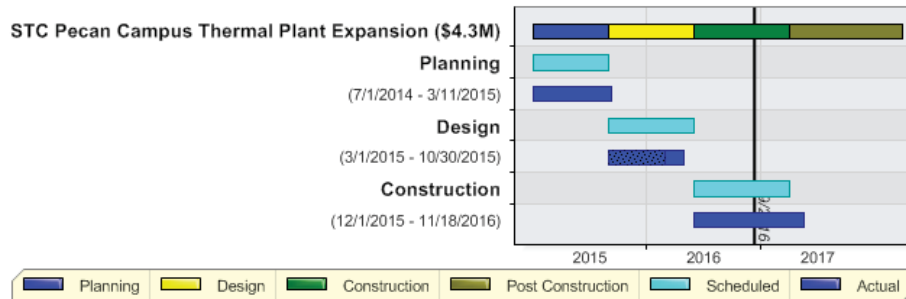 STC Pecan Campus Thermal Plant Expansion ($4.3M)
Planning
(7/1/2014 - 3/11/2015)
Design
(3/1/2015 - 10/30/2015)
Construction
(12/1/2015 - 11/18/2016)
2015 2016 2017
Planning Design Construction Post Construction Scheduled Actual